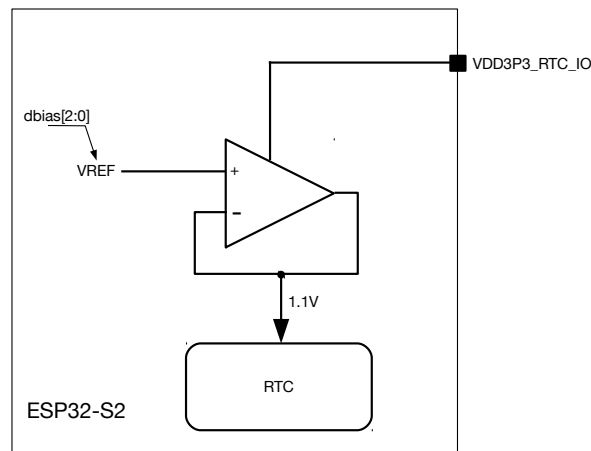 VDD3P3_RTC_IO
dbias[2:0]
VREF
+
-
1.1V
RTC
ESP32-S2